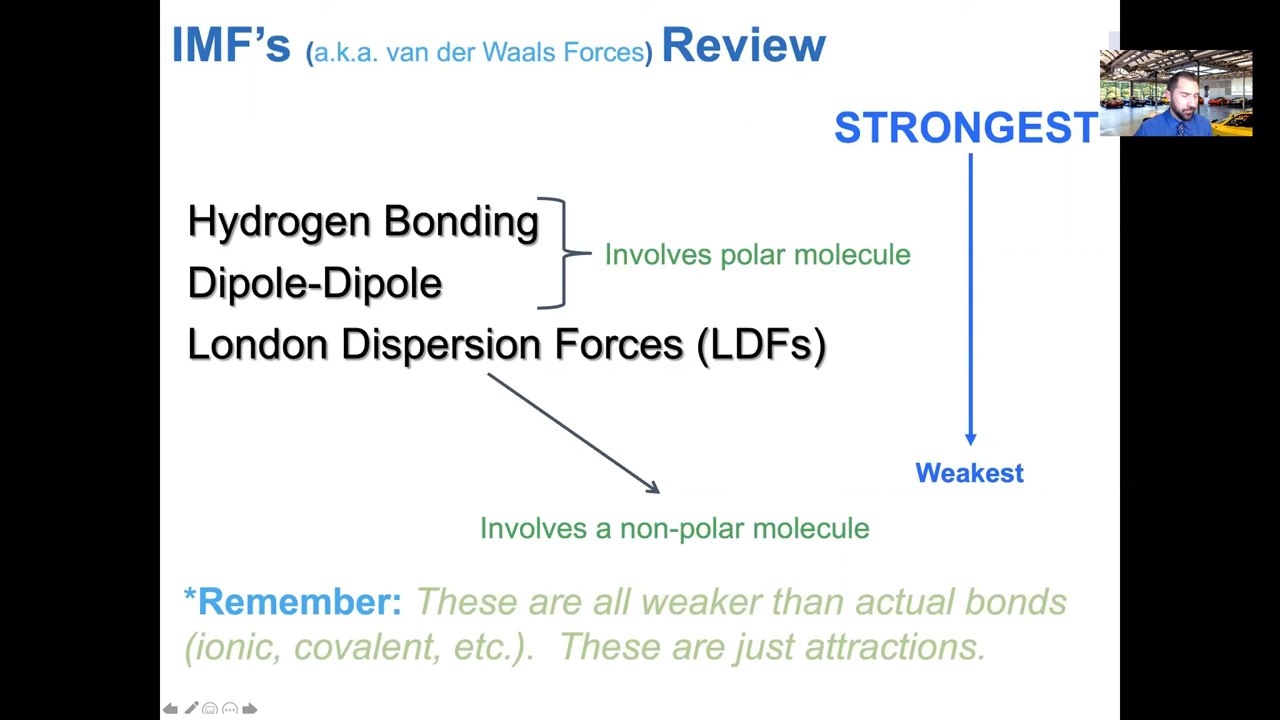 IMF's (a.k.a. van der Waals Forces) Review
STRONGEST
Hydrogen Bonding
Involves polar molecule
Dipole-Dipole
London Dispersion Forces (LDFs)
Weakest
Involves a non-polar molecule
*Remember: These are all weaker than actual bonds
(ionic, covalent, etc.). These are just attractions.